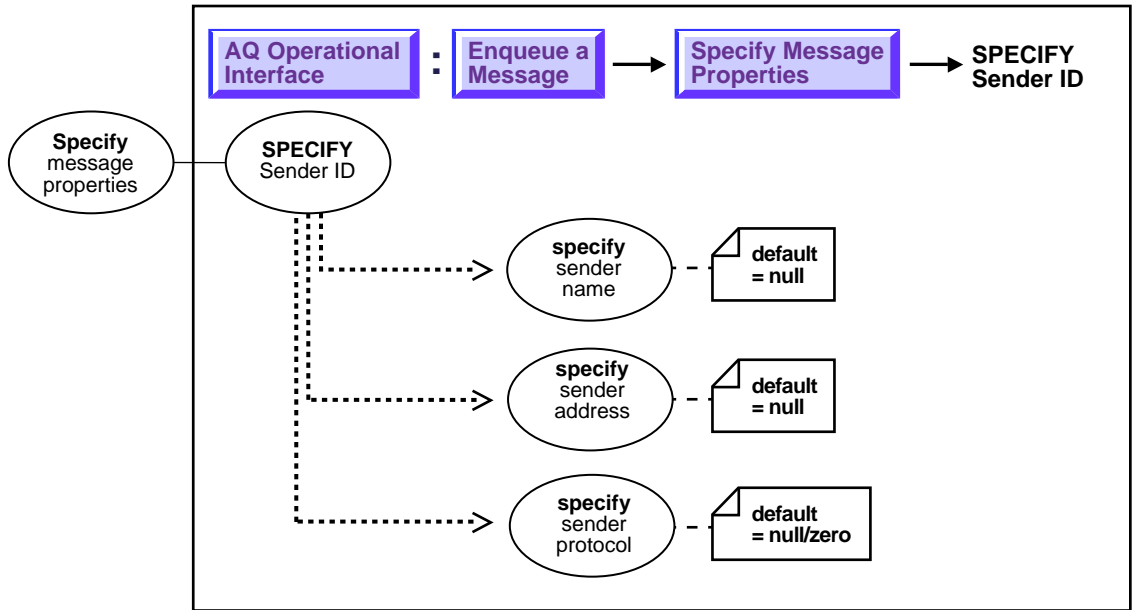 AQ Operational
Interface
:
Enqueue a
Message
Specify Message
Properties
SPECIFY
Sender ID
Specify
message
properties
SPECIFY
Sender ID
specify
sender
name
default
= null
specify
sender
address
default
= null
specify
sender
protocol
default
= null/zero